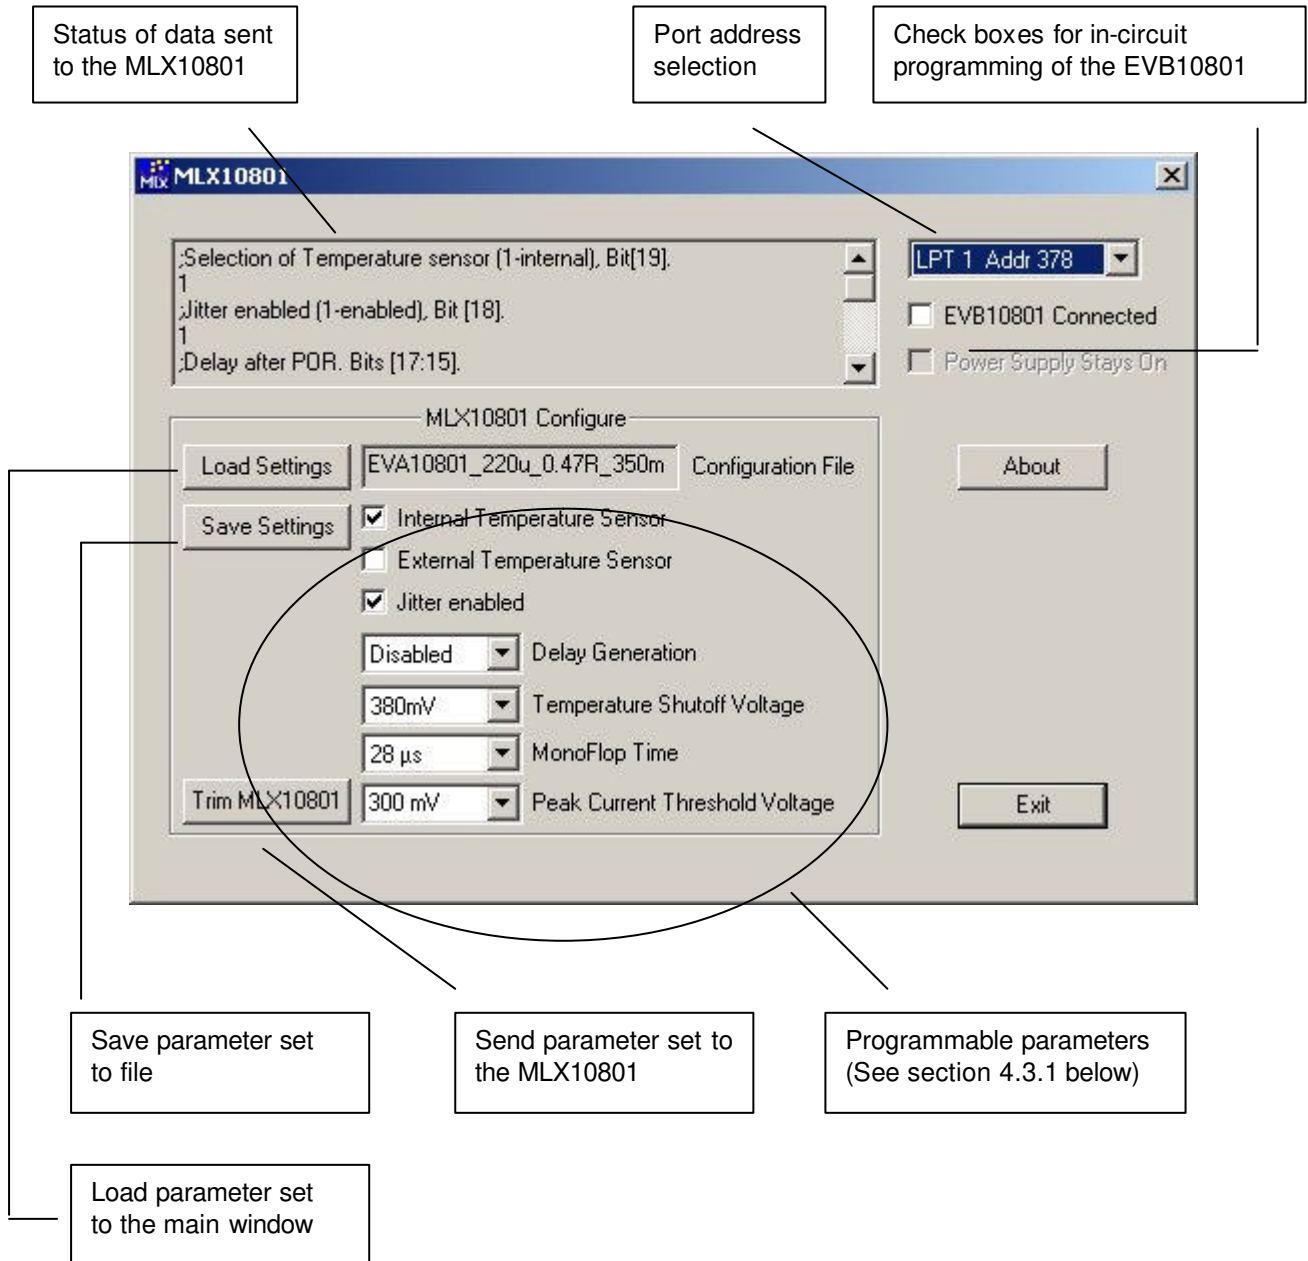 Status of data sent
to the MLX10801
Port address
selection
Check boxes for in-circuit
programming of the EVB10801
MLX MLX10801
;Selection of Temperature sensor (1-internal), Bit[19].
1
;Jitter enabled (1-enabled), Bit [18].
1
;Delay after POR. Bits [17:15].
LPT 1 Addr 378
EVB10801 Connected
Power Supply Stays On
MLX10801 Configure
Load Settings
EVA10801_220u_0.47R_350m
Configuration File
About
Save Settings
Internal Temperature Sensor
External Temperature Sensor
Jitter enabled
Disabled
Delay Generation
380mV
Temperature Shutoff Voltage
28 µs
MonoFlop Time
Trim MLX10801
300 mV
Peak Current Threshold Voltage
Exit
Save parameter set
to file
Send parameter set to
the MLX10801
Programmable parameters
(See section 4.3.1 below)
Load parameter set
to the main window